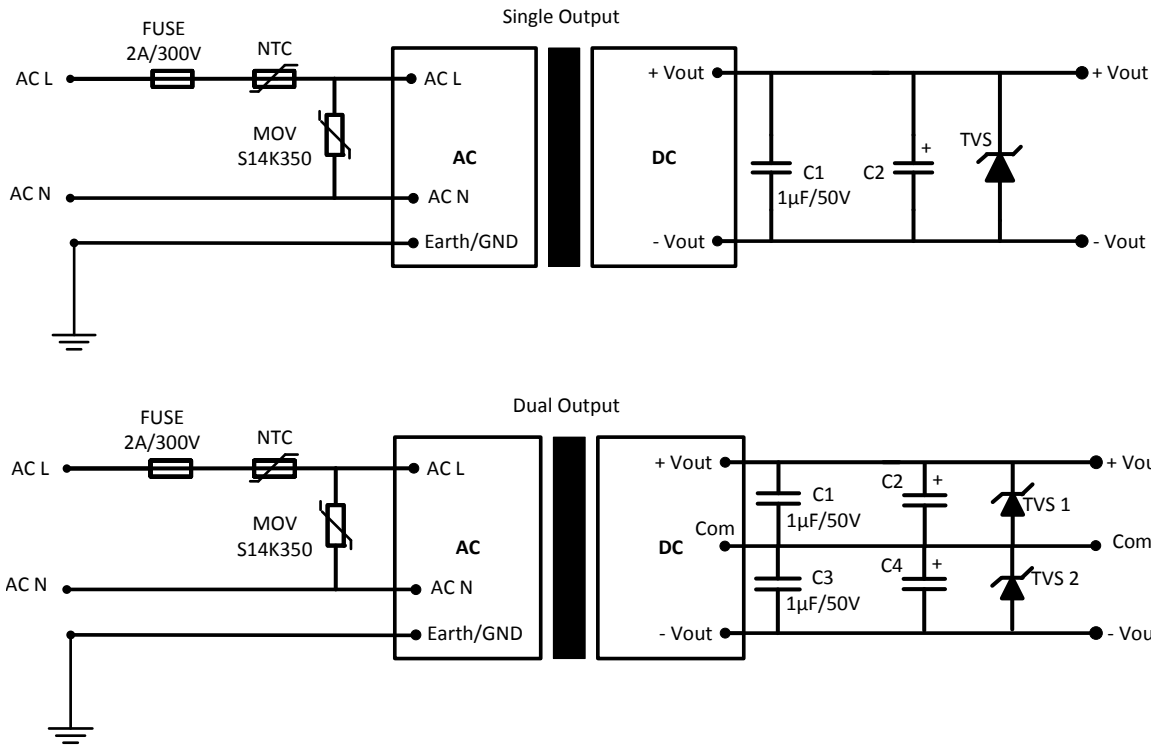 Single Output
FUSE
2A/300V
NTC
AC L
AC L
+ Vout
+ Vout
MOV
S14K350
AC
DC
C1
1µF/50V
C2
+
TVS
AC N
AC N
Earth/GND
- Vout
- Vout
Dual Output
FUSE
2A/300V
NTC
AC L
AC L
+ Vout
+ Vou
C1
1µF/50V
C2
+
TVS 1
MOV
S14K350
AC
DC
Com
Com
C3
1µF/50V
C4
+
TVS 2
AC N
AC N
Earth/GND
- Vout
- Vou